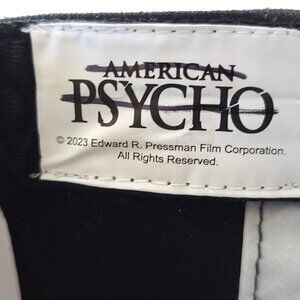 AMERICAN
PSYCHO
© 2023 Edward R. Pressman Film Corporation.
All Rights Reserved.